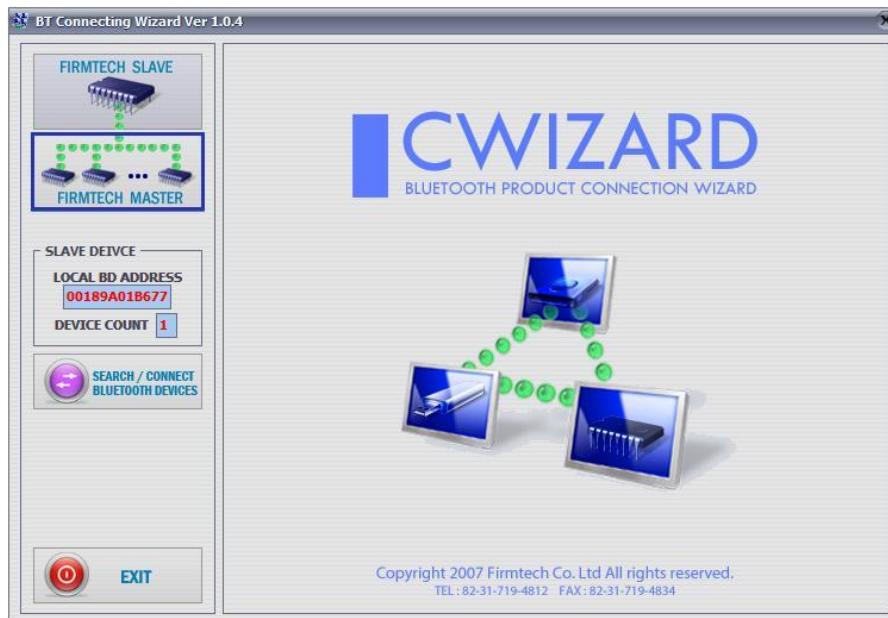 BT Connecting Wizard Ver 1.0.4
FIRMTECH SLAVE
FIRMTECH MASTER
SLAVE DEIVCE
LOCAL BD ADDRESS
00189A01B677
DEVICE COUNT 1
SEARCH / CONNECT
BLUETOOTH DEVICES
EXIT
CWIZARD
BLUETOOTH PRODUCT CONNECTION WIZARD
Copyright 2007 Firmtech Co. Ltd All rights reserved.
TEL : 82-31-719-4812 FAX : 82-31-719-4834